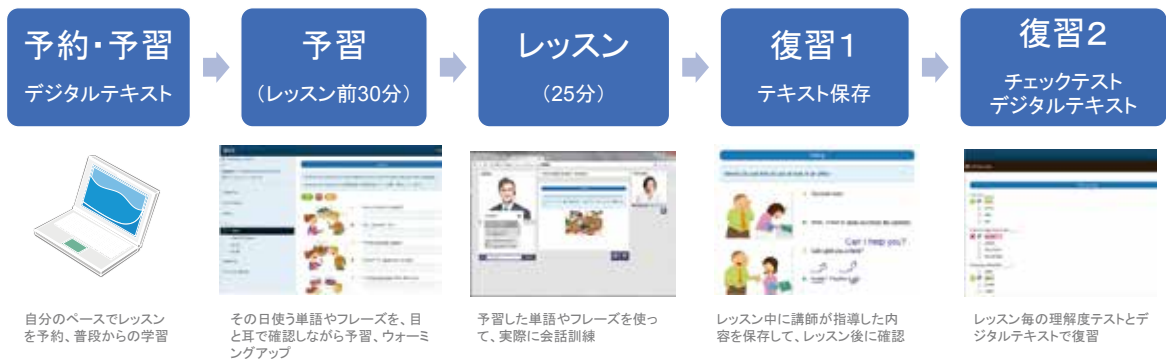 予約・予習
デジタルテキスト
予習
（レッスン前30分）
レッスン
（25分）
復習1
テキスト保存
復習2
チェックテスト
デジタルテキスト
Can I help you?
自分のペースでレッスン
を予約、普段からの学習
その日使う単語やフレーズを、目
と耳で確認しながら予習、ウォーミ
ングアップ
予習した単語やフレーズを使っ
て、実際に会話訓練
レッスン中に講師が指導した内
容を保存して、レッスン後に確認
レッスン毎の理解度テストとデ
ジタルテキストで復習